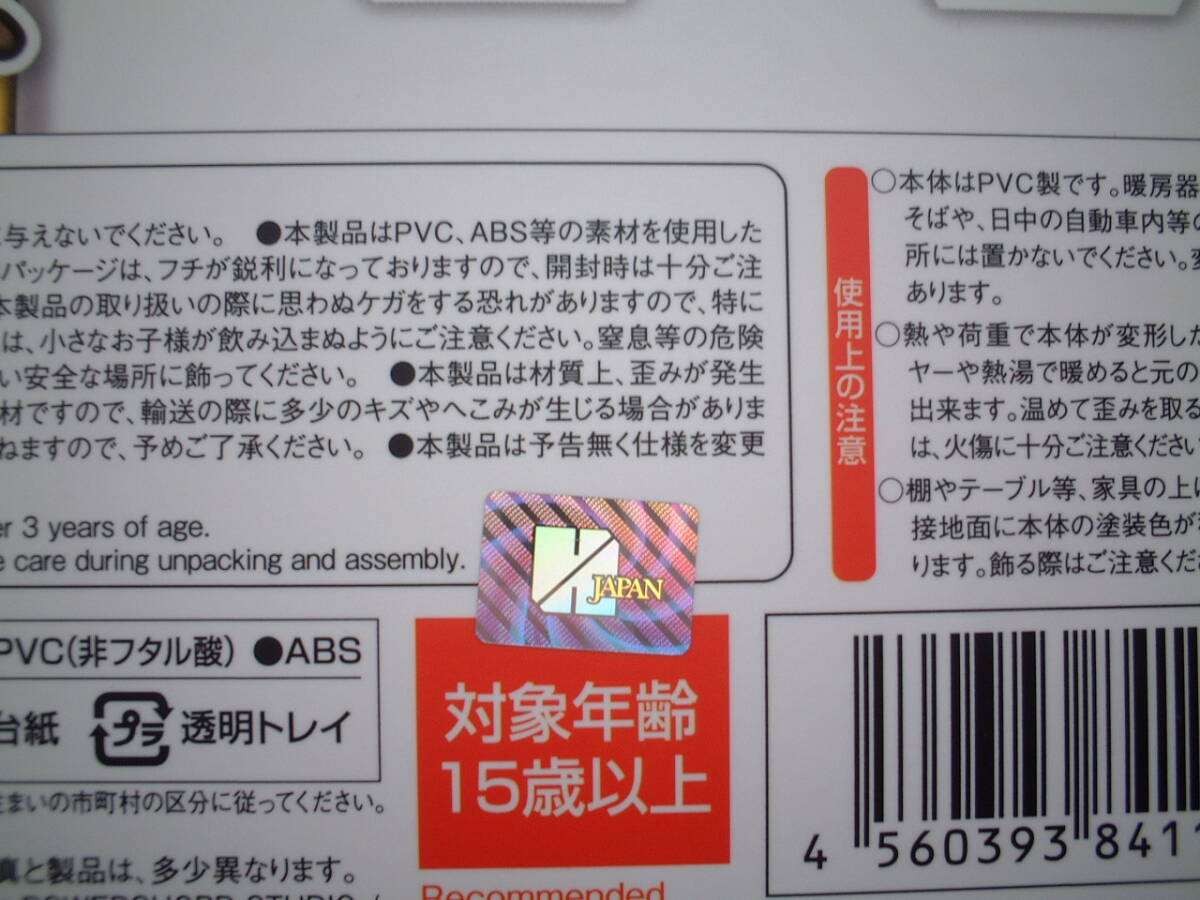 与えないでください。 ●本製品はPVC、ABS等の素材を使用した
パッケージは、フチが鋭利になっておりますので、開封時は十分ご注
本製品の取り扱いの際に思わぬケガをする恐れがありますので、特に
は、小さなお子様が飲み込まぬようにご注意ください。窒息等の危険
い安全な場所に飾ってください。 ●本製品は材質上、歪みが発生
材ですので、輸送の際に多少のキズやへこみが生じる場合がありま
ねますので、予めご了承ください。 ●本製品は予告無く仕様を変更
er 3 years of age.
e care during unpacking and assembly.
使用上の注意
○本体はPVC製です。暖房器
そばや、日中の自動車内等の
所には置かないでください。変
あります。
○熱や荷重で本体が変形した
ヤーや熱湯で暖めると元の
出来ます。温めて歪みを取る
は、火傷に十分ご注意ください
○棚やテーブル等、家具の上に
接地面に本体の塗装色が
ります。飾る際はご注意くだ
JAPAN
PVC(非フタル酸) ●ABS
台紙 プラ 透明トレイ
まいの市町村の区分に従ってください。
真と製品は、多少異なります。
対象年齢
15歳以上
Recommended
4 560393 841